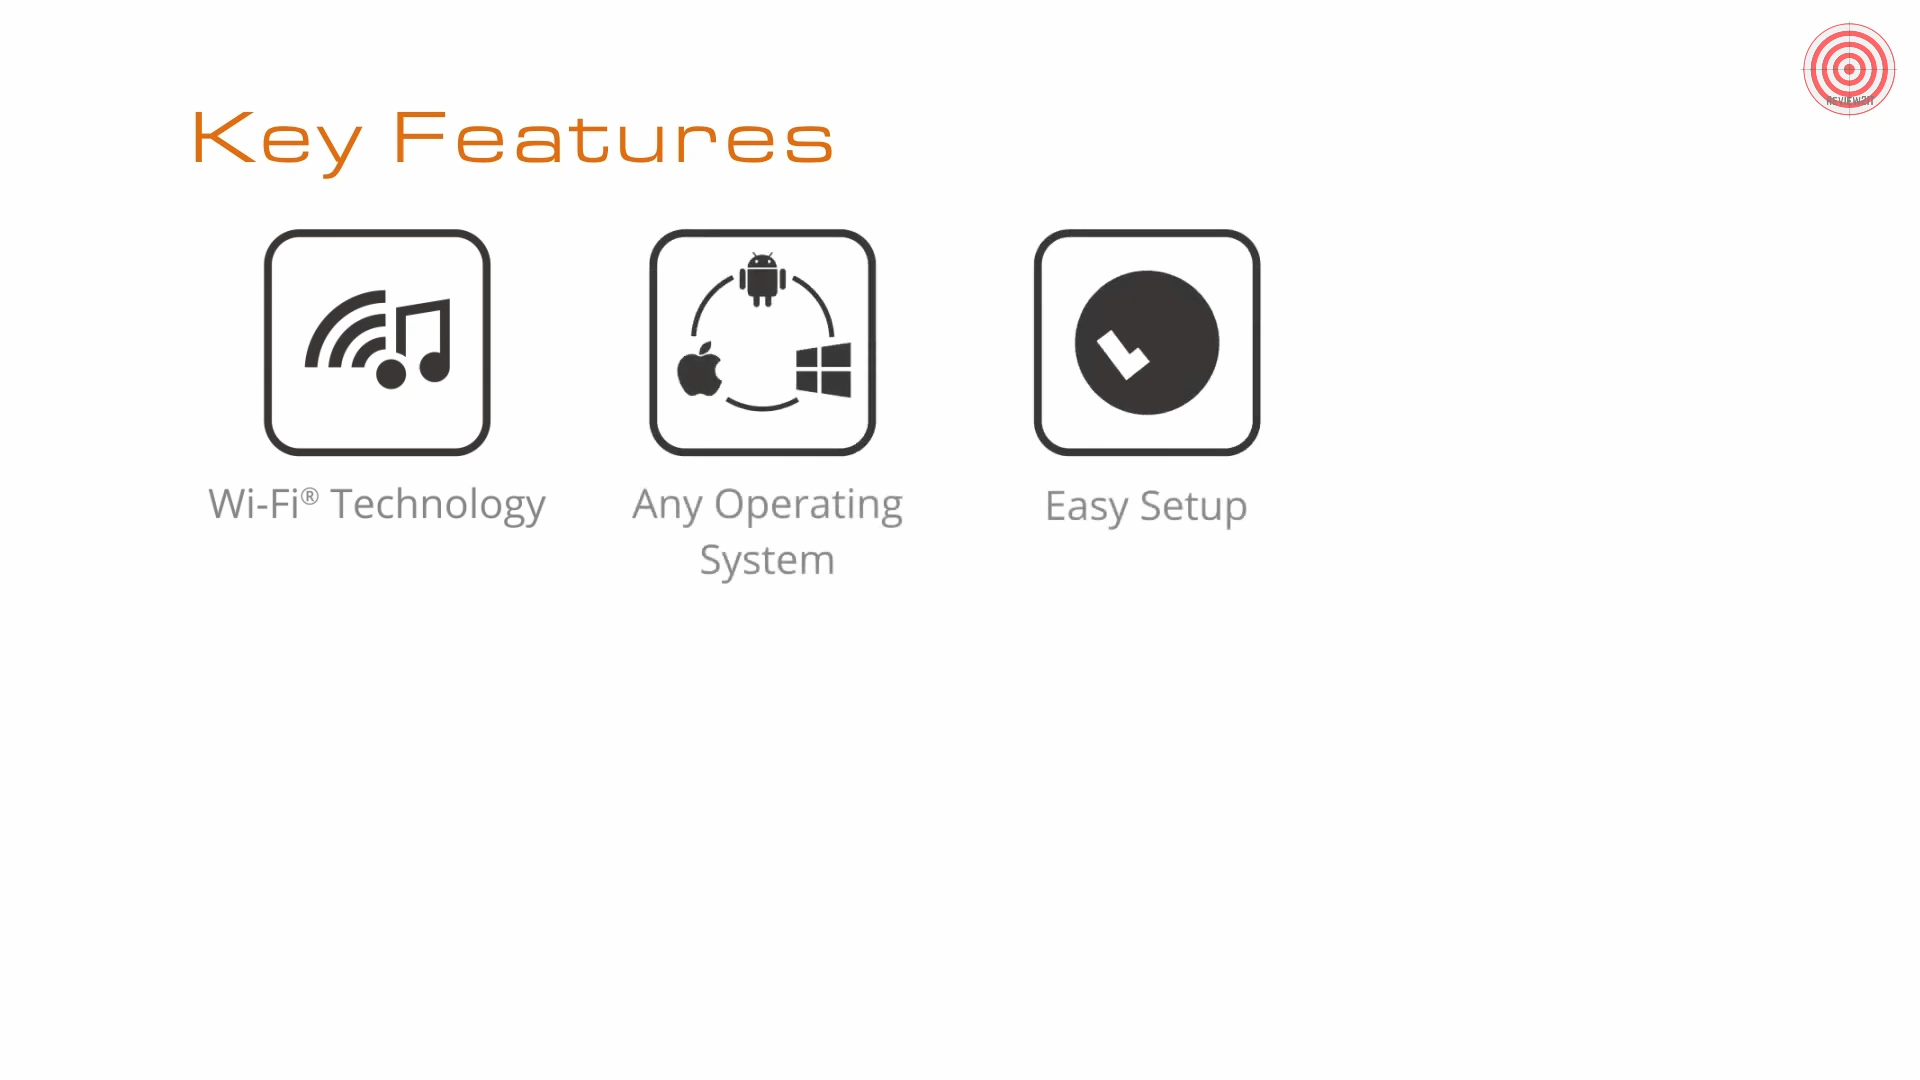 Key Features
Wi-Fi® Technology
Any Operating
System
Easy Setup